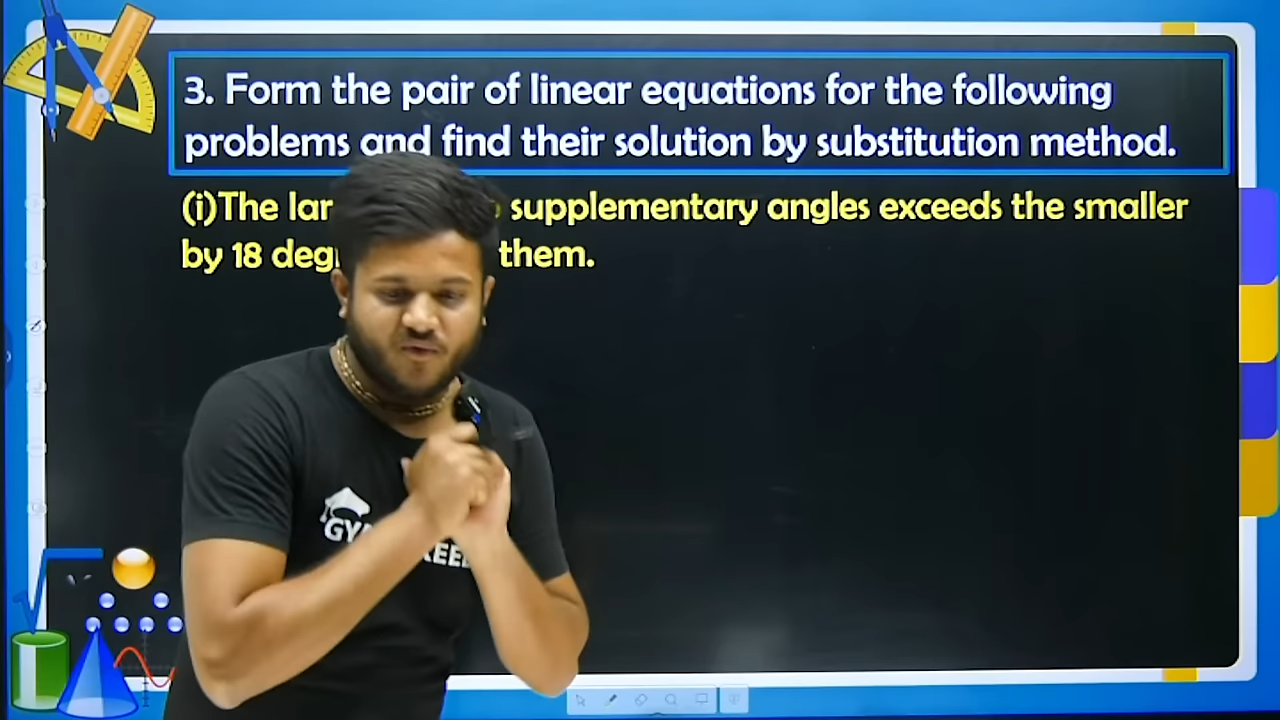 3. Form the pair of linear equations for the following
problems and find their solution by substitution method.
(i)The lar supplementary angles exceeds the smaller
by 18 deg them.